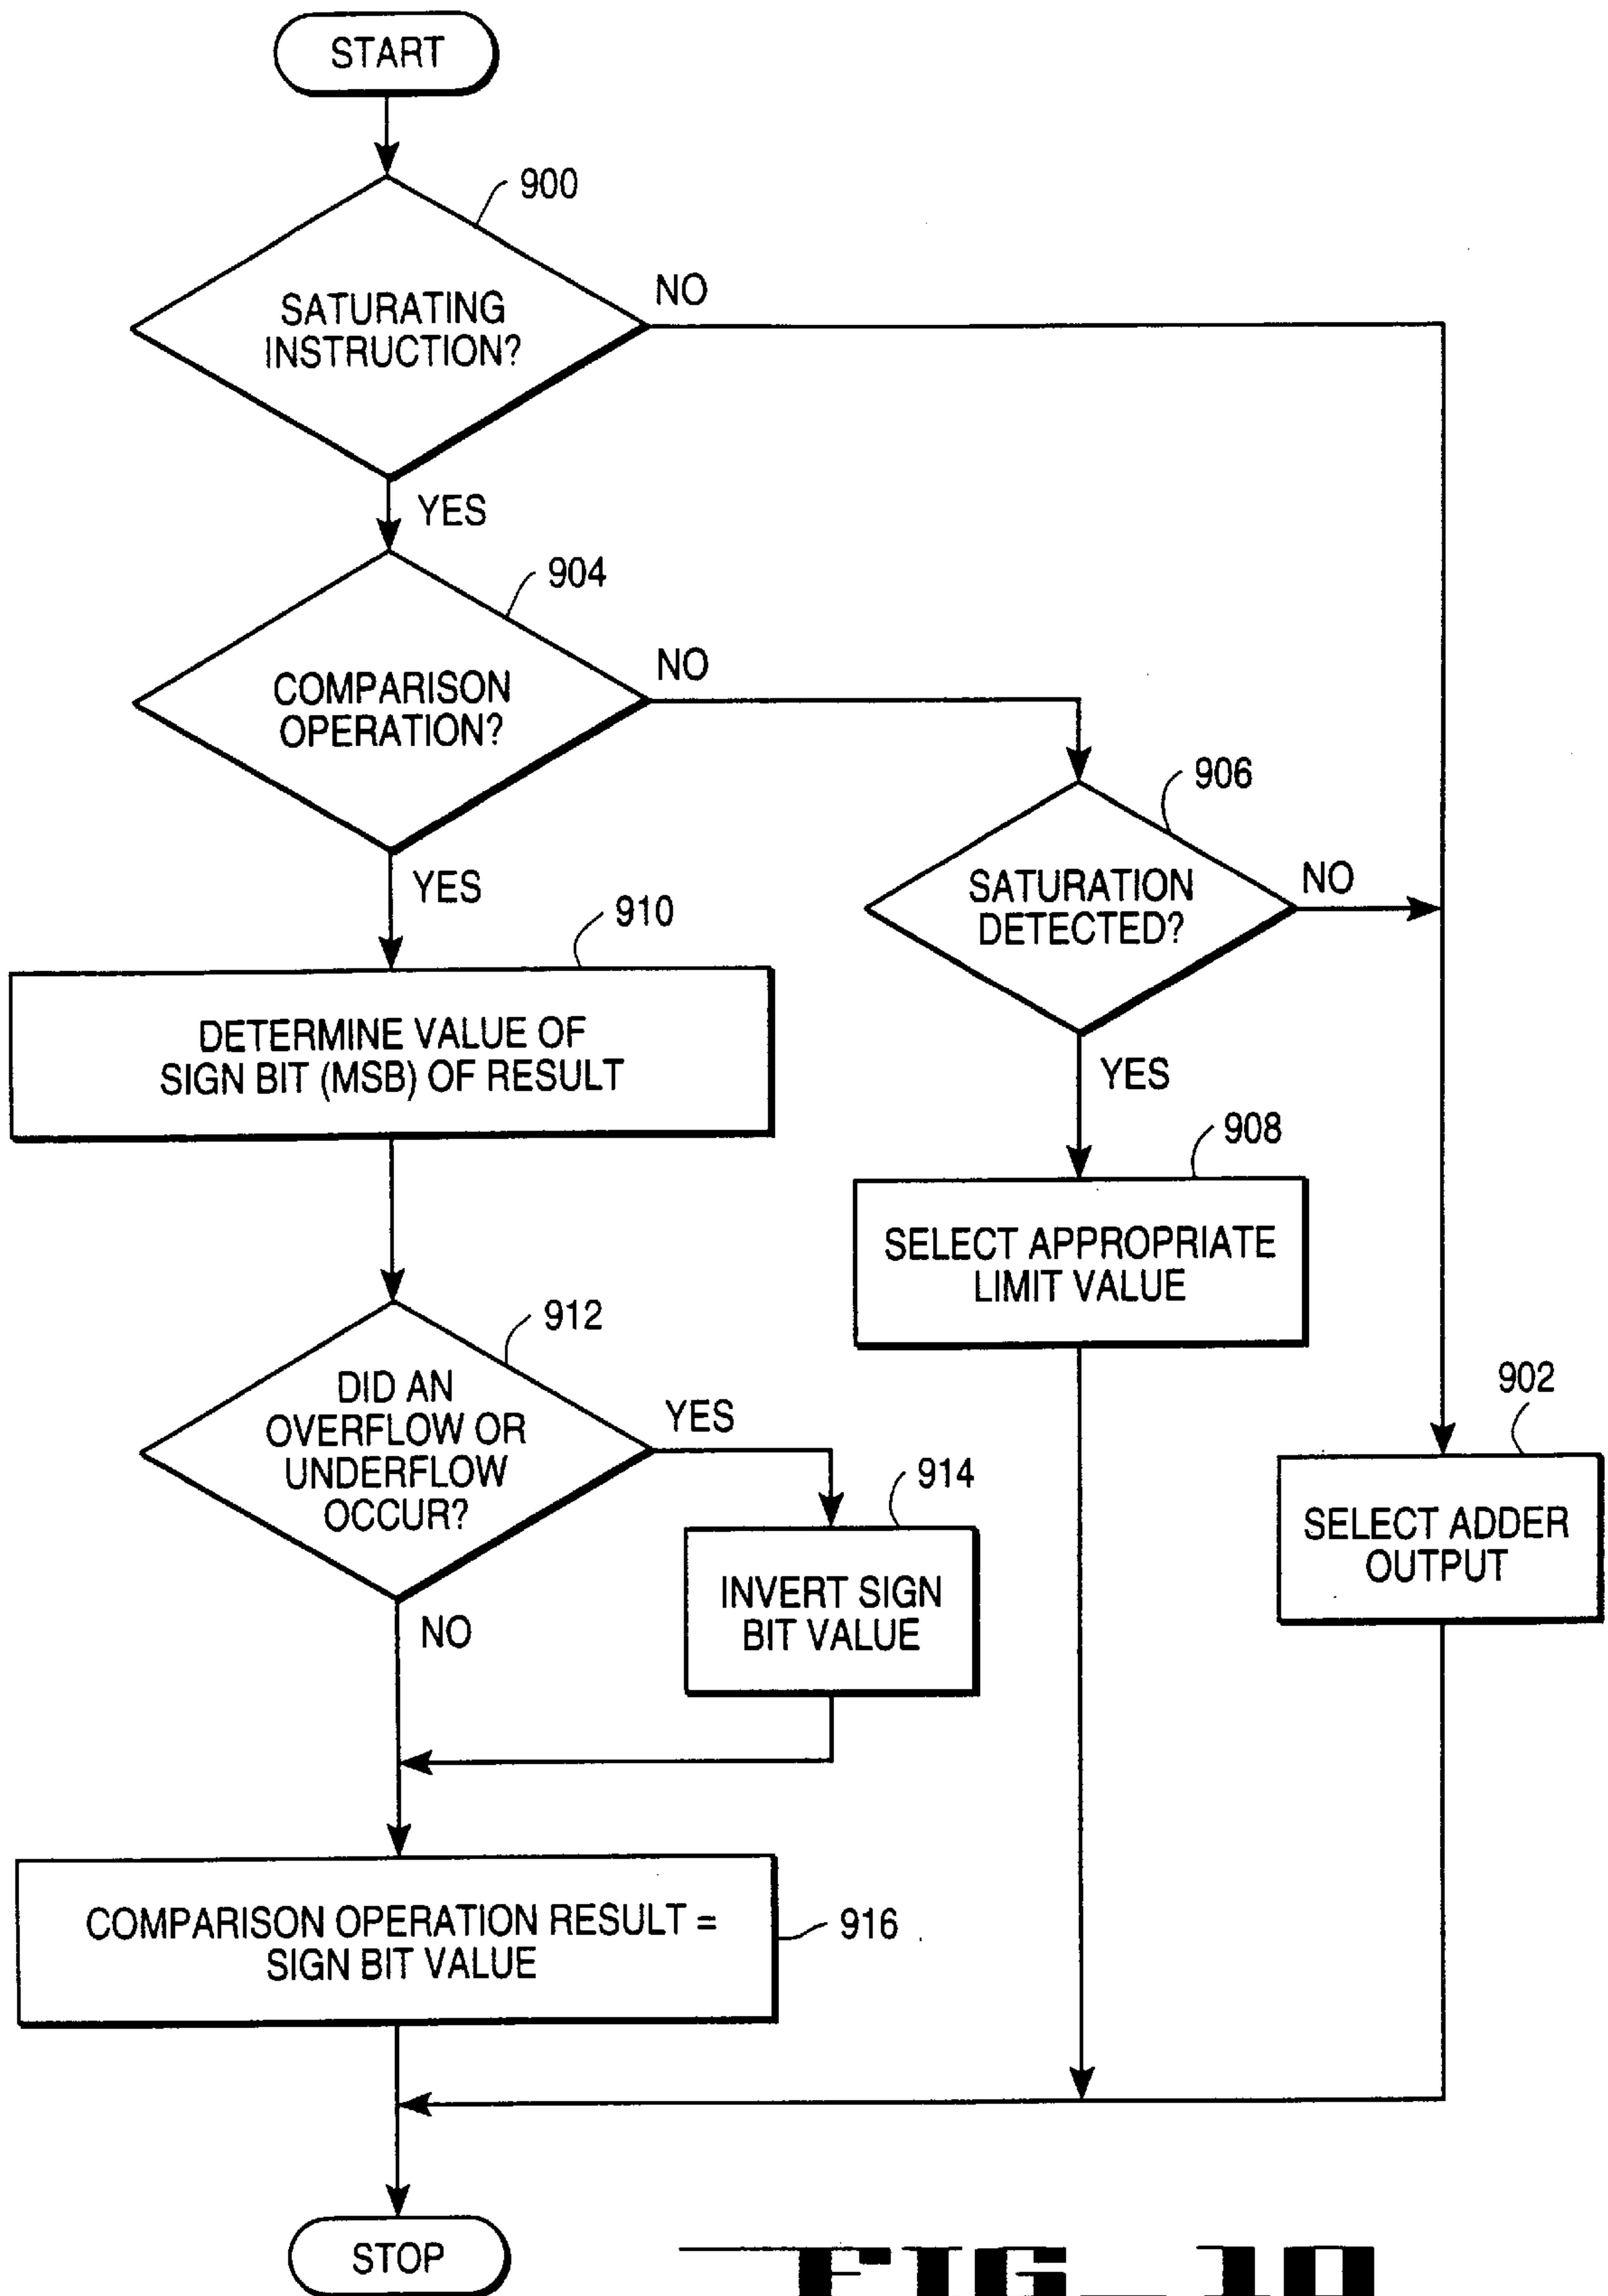 START
900
SATURATING
INSTRUCTION?
NO
YES
904
COMPARISON
OPERATION?
NO
YES
906
SATURATION
DETECTED?
NO
YES
910
DETERMINE VALUE OF
SIGN BIT (MSB) OF RESULT
908
SELECT APPROPRIATE
LIMIT VALUE
912
DID AN
OVERFLOW OR
UNDERFLOW
OCCUR?
YES
NO
914
INVERT SIGN
BIT VALUE
902
SELECT ADDER
OUTPUT
COMPARISON OPERATION RESULT =
SIGN BIT VALUE
916
STOP
FIG_10